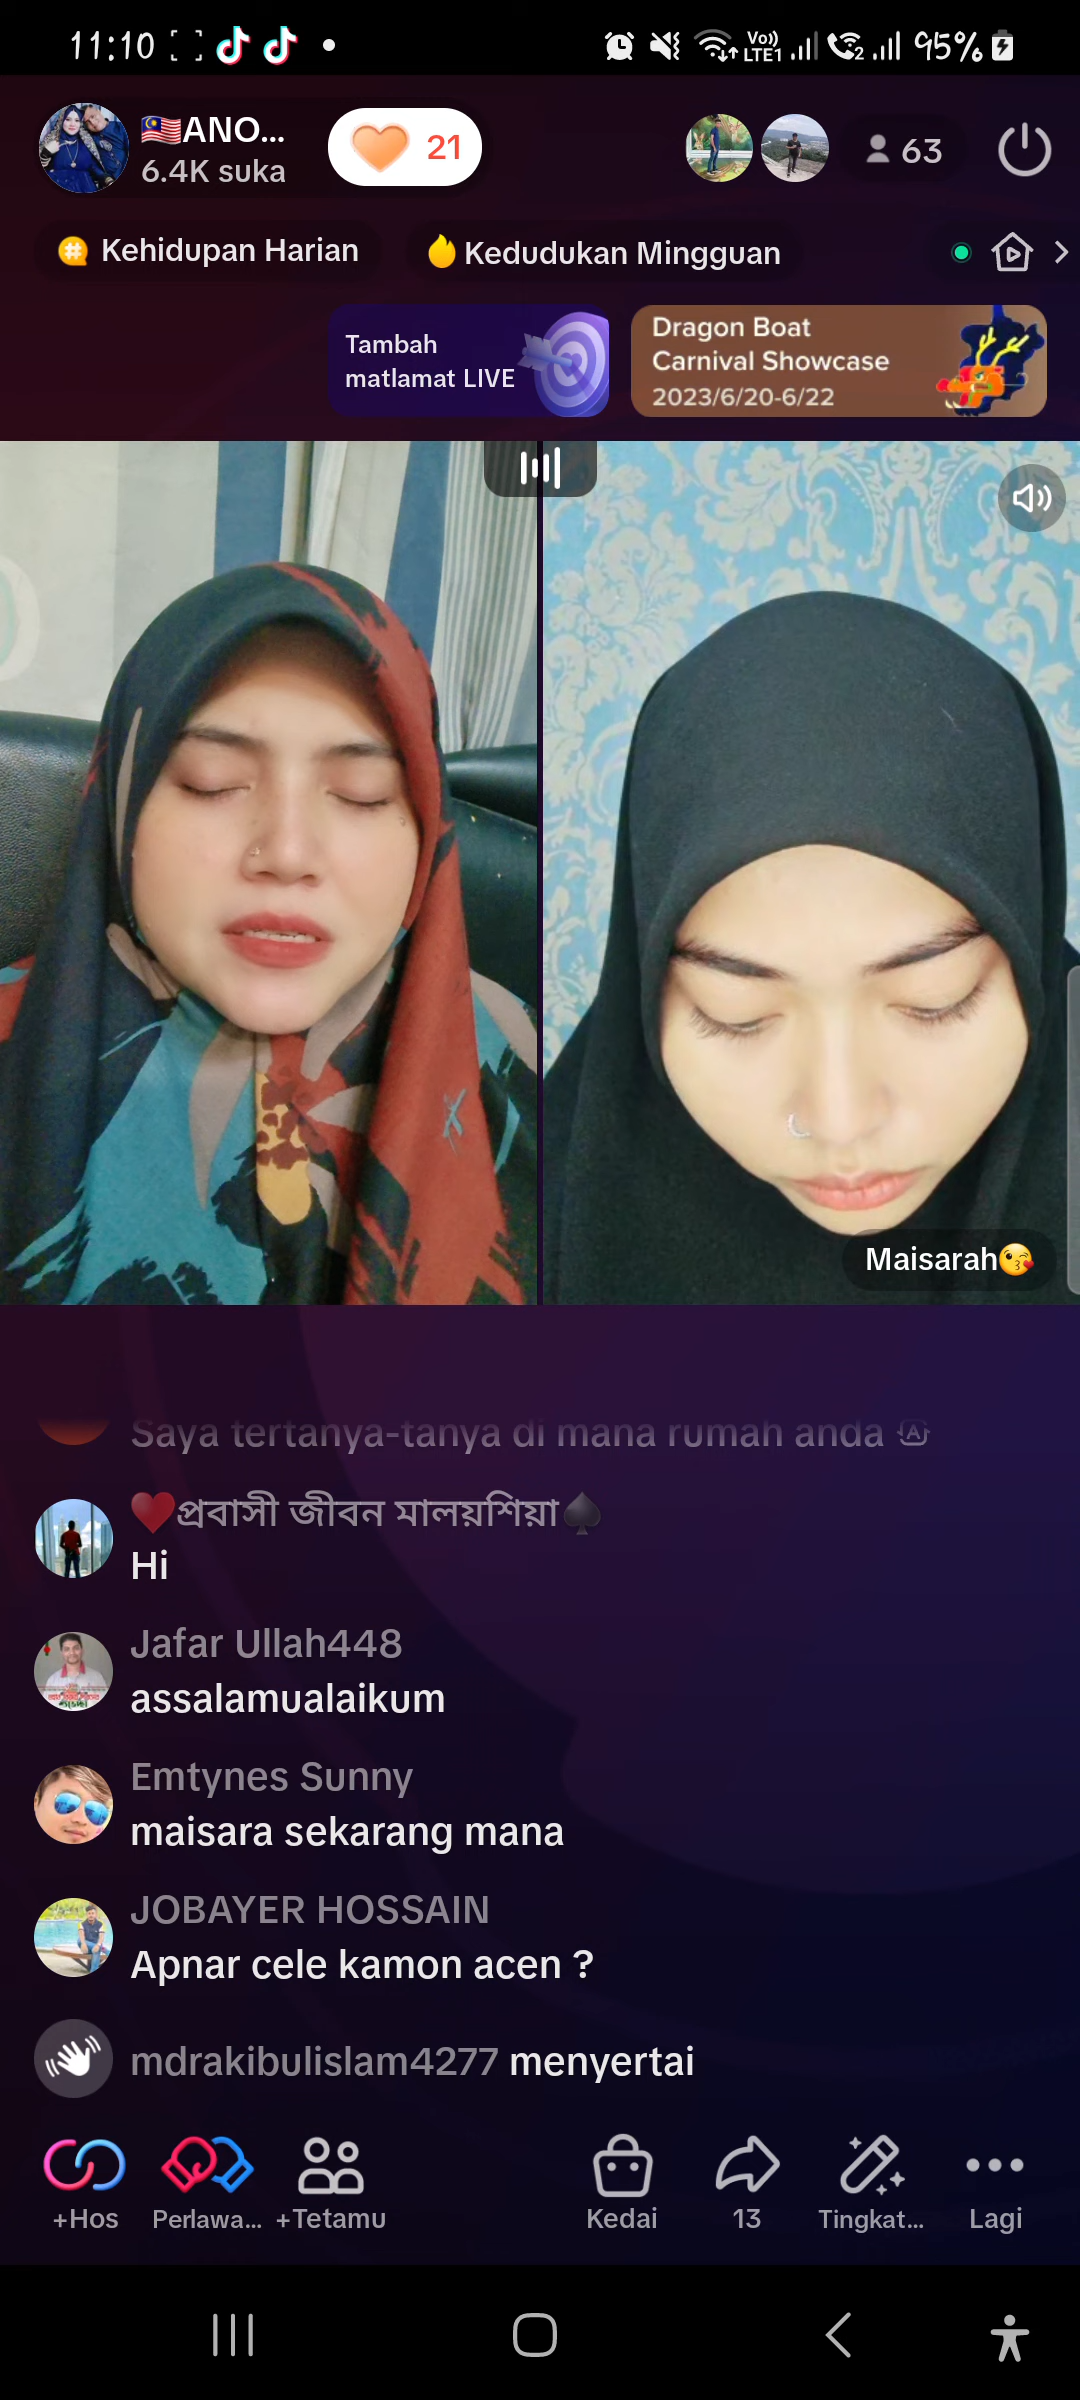 11:10
Vo))
LTE1
2
95%
🇲🇾ANO...
6.4K suka
21
63
Kehidupan Harian
Kedudukan Mingguan
Tambah
matlamat LIVE
Dragon Boat
Carnival Showcase
2023/6/20-6/22
Maisarah😘
Saya tertanya-tanya di mana rumah anda
♥️প্রবাসী জীবন মালয়শিয়া♠️
Hi
Jafar Ullah448
assalamualaikum
Emtynes Sunny
maisara sekarang mana
JOBAYER HOSSAIN
Apnar cele kamon acen ?
mdrakibulislam4277 menyertai
+Hos
Perlawa...
+Tetamu
Kedai
13
Tingkat...
Lagi